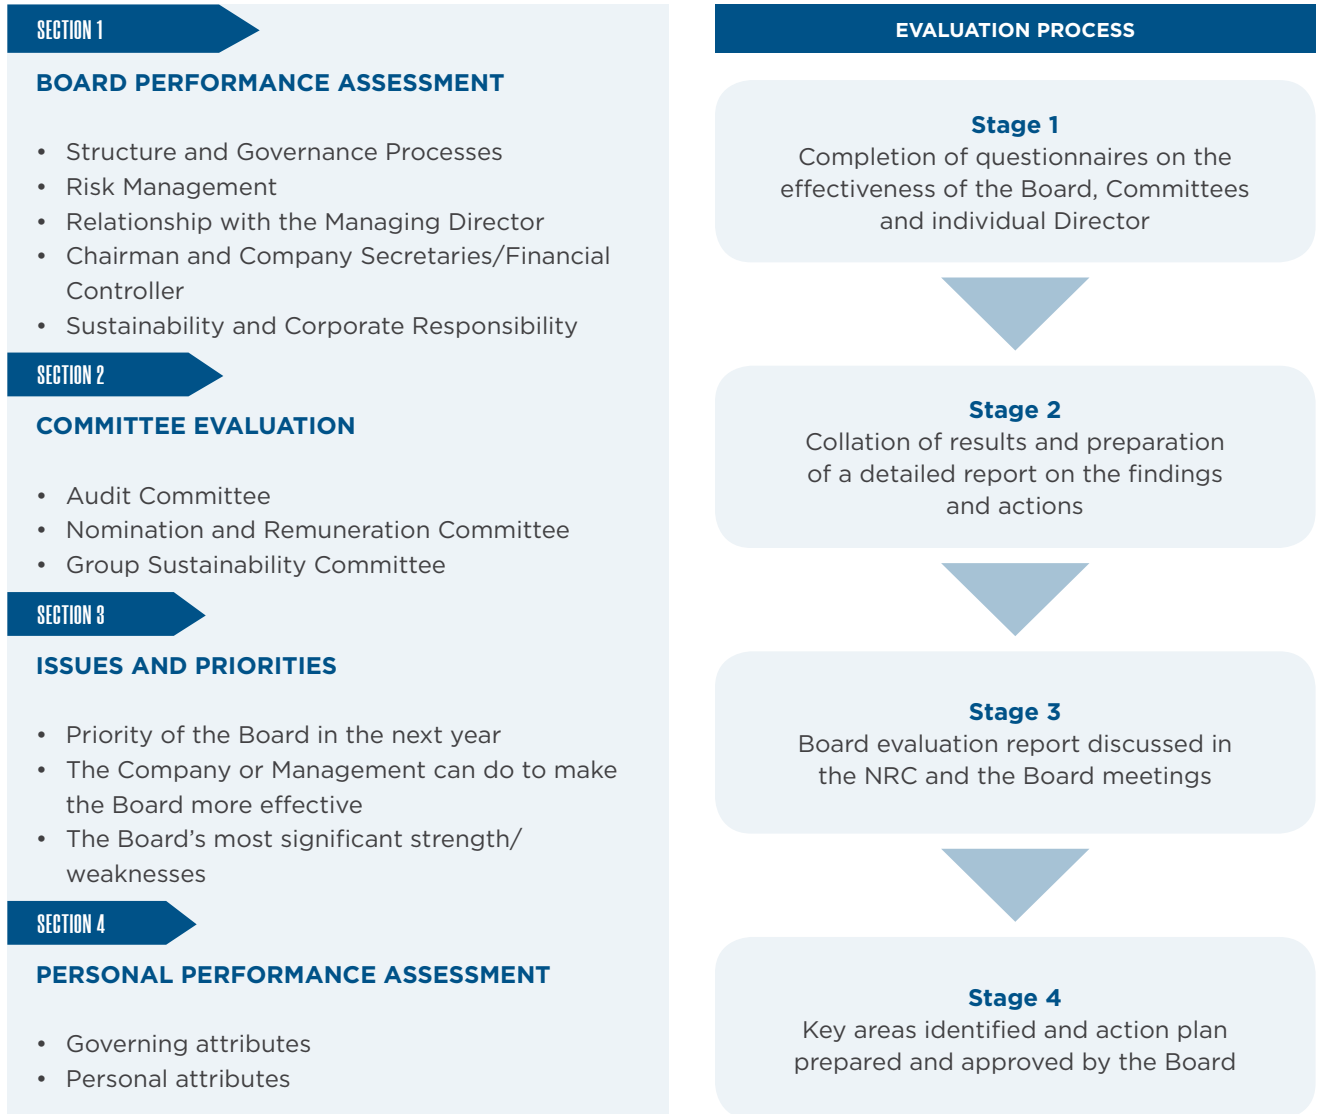 SECTION 1
BOARD PERFORMANCE ASSESSMENT
• Structure and Governance Processes
• Risk Management
• Relationship with the Managing Director
• Chairman and Company Secretaries/Financial
Controller
• Sustainability and Corporate Responsibility
SECTION 2
COMMITTEE EVALUATION
• Audit Committee
• Nomination and Remuneration Committee
• Group Sustainability Committee
SECTION 3
ISSUES AND PRIORITIES
• Priority of the Board in the next year
• The Company or Management can do to make
the Board more effective
• The Board’s most significant strength/
weaknesses
SECTION 4
PERSONAL PERFORMANCE ASSESSMENT
• Governing attributes
• Personal attributes
EVALUATION PROCESS
Stage 1
Completion of questionnaires on the
effectiveness of the Board, Committees
and individual Director
Stage 2
Collation of results and preparation
of a detailed report on the findings
and actions
Stage 3
Board evaluation report discussed in
the NRC and the Board meetings
Stage 4
Key areas identified and action plan
prepared and approved by the Board